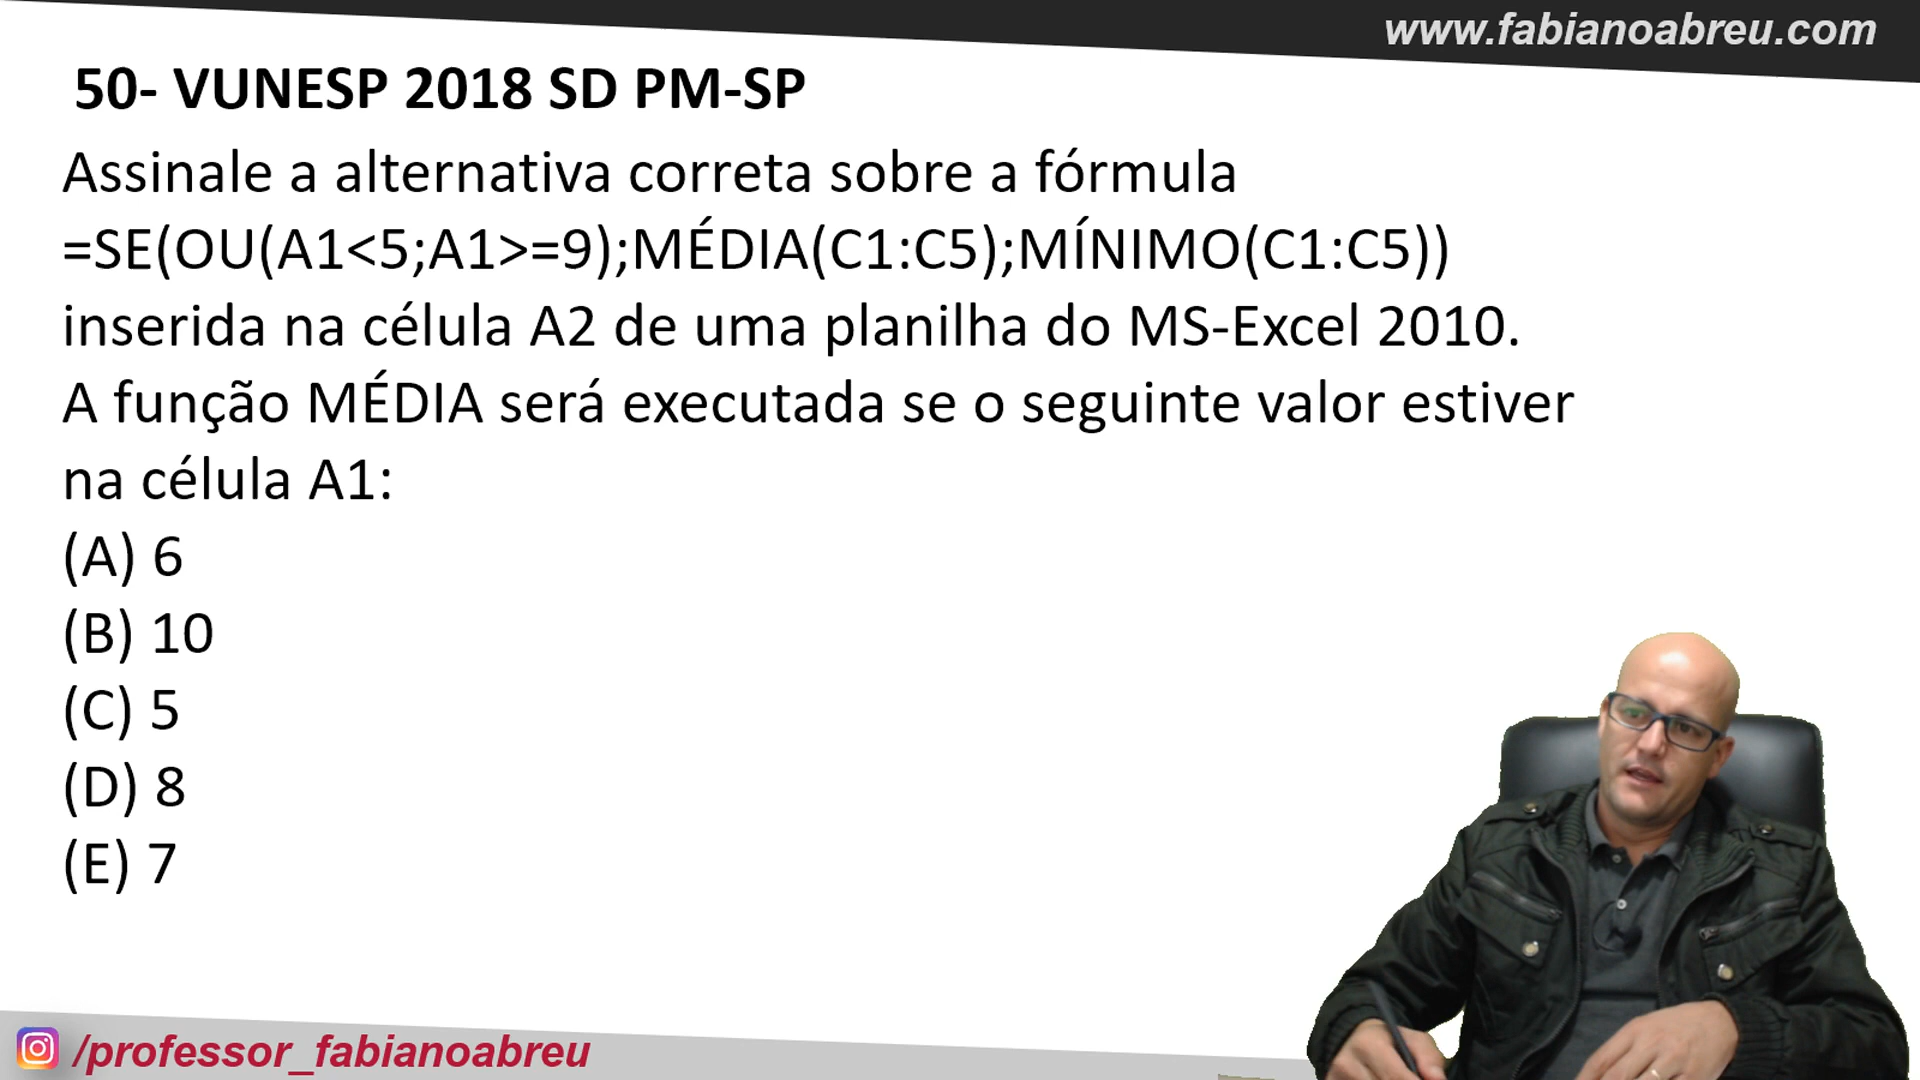 www.fabianoabreu.com
50- VUNESP 2018 SD PM-SP
Assinale a alternativa correta sobre a fórmula
=SE(OU(A1<5;A1>=9);MÉDIA(C1:C5);MÍNIMO(C1:C5))
inserida na célula A2 de uma planilha do MS-Excel 2010.
A função MÉDIA será executada se o seguinte valor estiver
na célula A1:
(A) 6
(B) 10
(C) 5
(D) 8
(E) 7
/professor_fabianoabreu